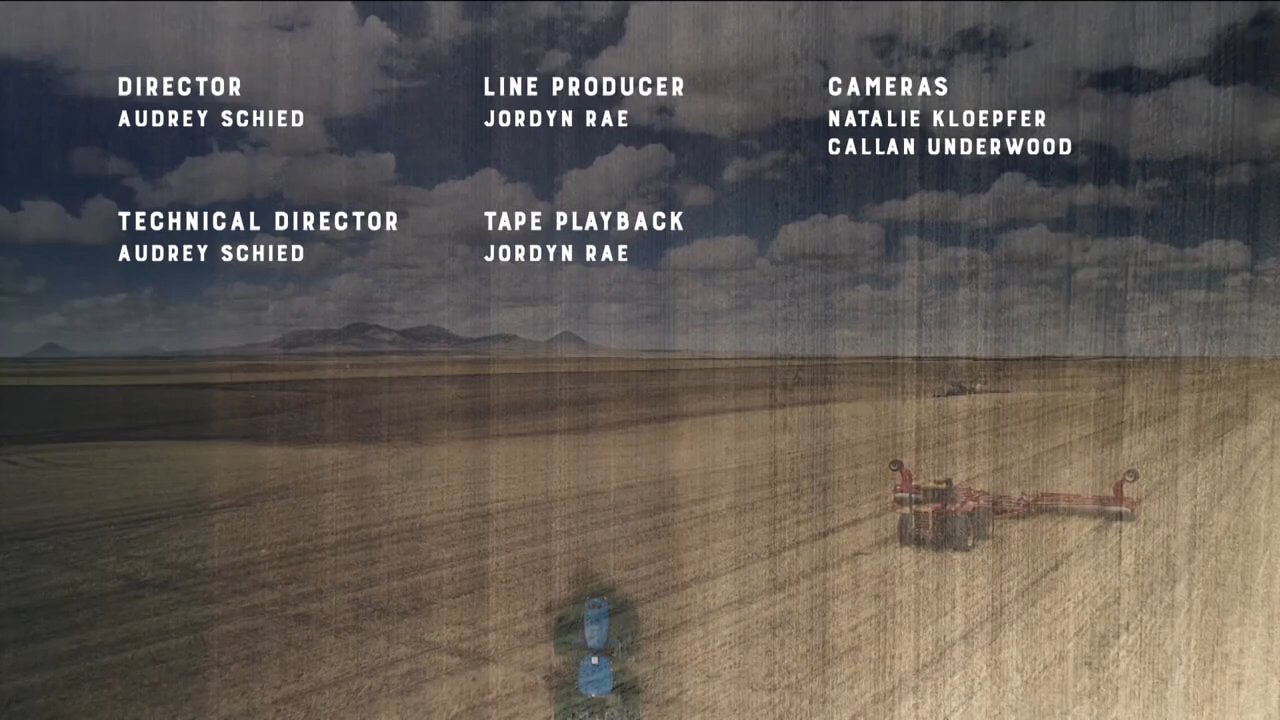 DIRECTOR
AUDREY SCHIED
LINE PRODUCER
JORDYN RAE
CAMERAS
NATALIE KLOEPFER
CALLAN UNDERWOOD
TECHNICAL DIRECTOR
AUDREY SCHIED
TAPE PLAYBACK
JORDYN RAE